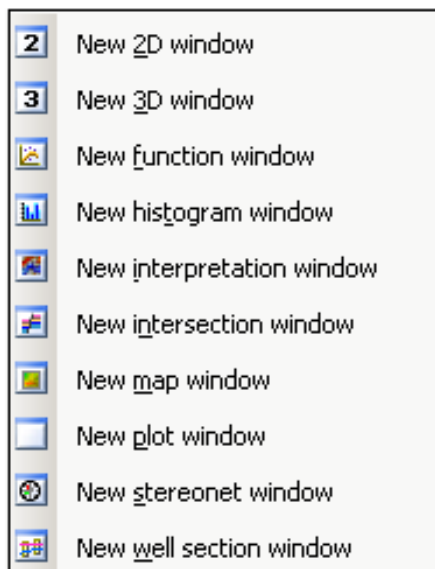 2 New 2D window
3 New 3D window
New function window
New histogram window
New interpretation window
New intersection window
New map window
New plot window
New stereonet window
New well section window